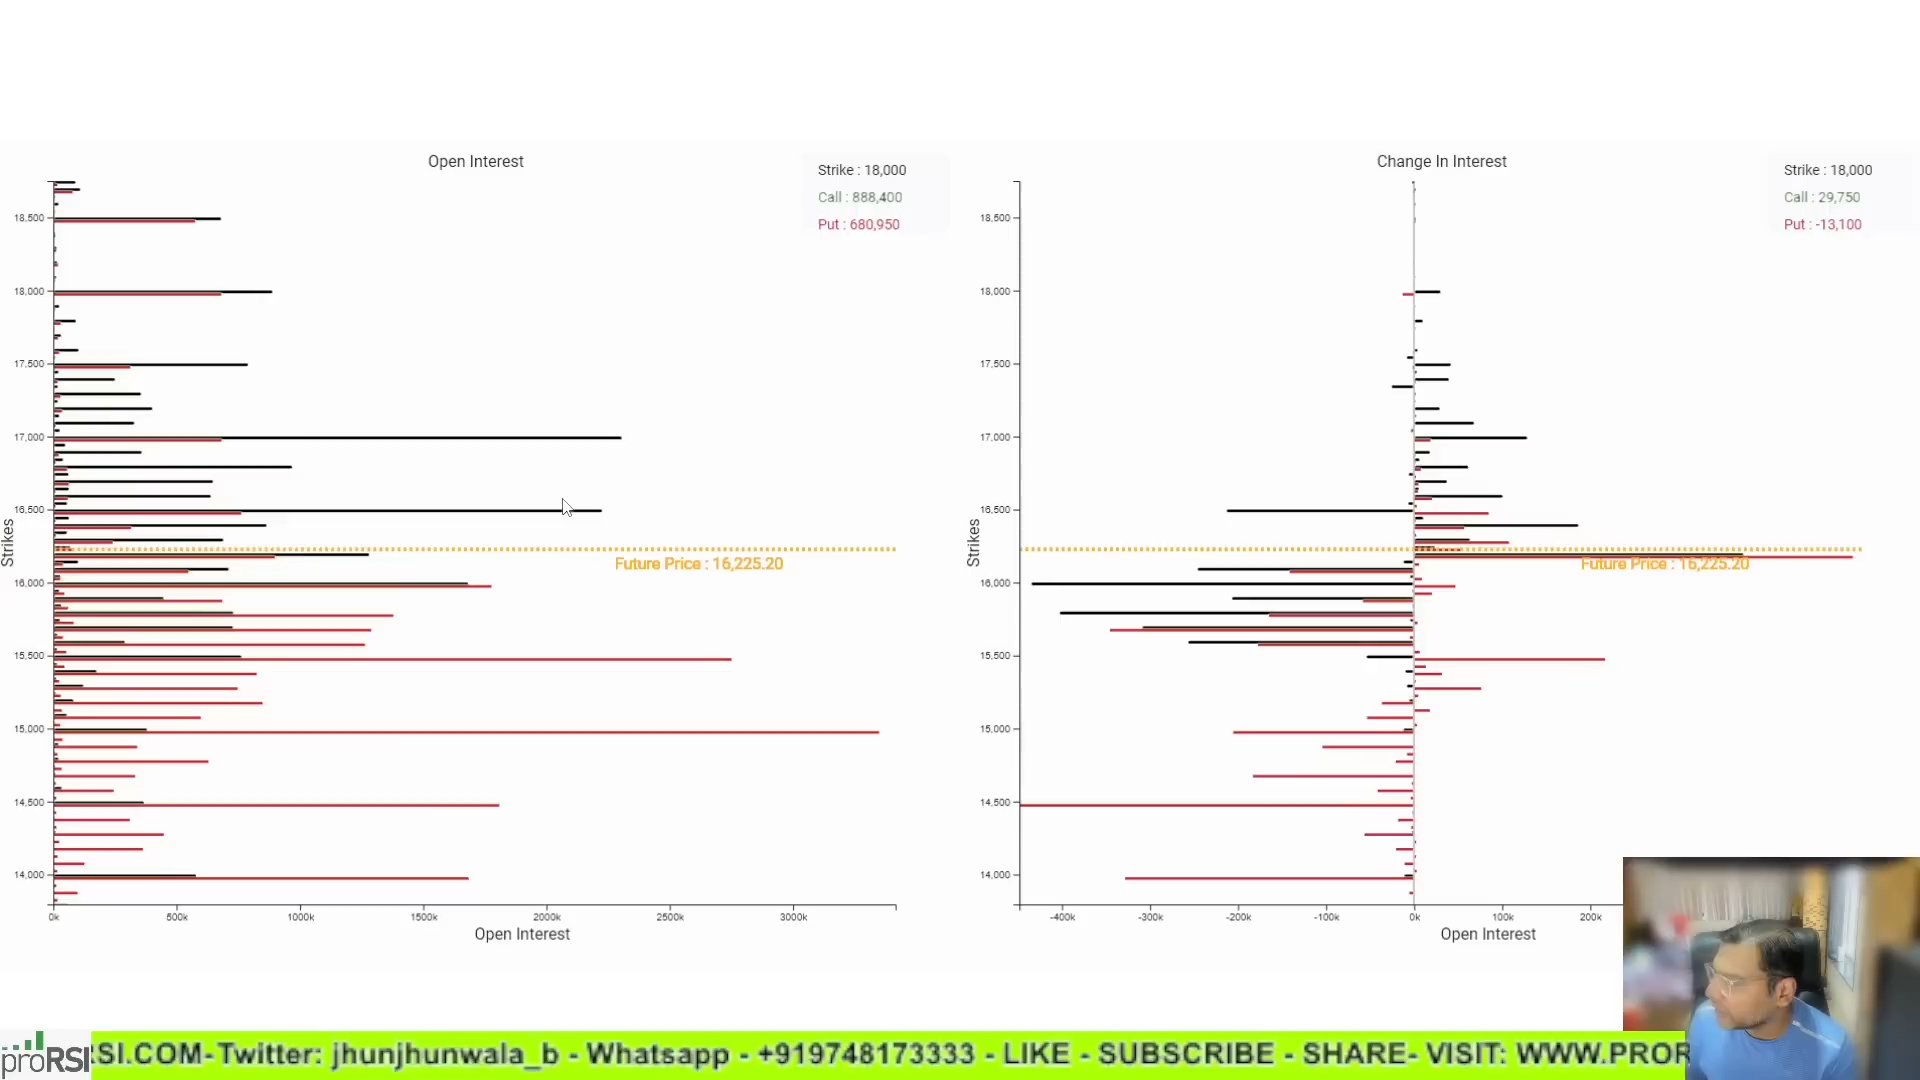 Open Interest
Strike : 18,000
Call : 888,400
Put : 680,950
18,500
18,000
17,500
17,000
16,500
16,000
15,500
15,000
14,500
14,000
Strikes
Future Price : 16,225.20
0k 500k 1000k 1500k 2000k 2500k 3000k
Open Interest
Change In Interest
Strike : 18,000
Call : 29,750
Put : -13,100
18,500
18,000
17,500
17,000
16,500
16,000
15,500
15,000
14,500
14,000
Strikes
Future Price : 16,225.20
-400k -300k -200k -100k 0k 100k 200k
Open Interest
proRSI
SI.COM-Twitter: jhunjhunwala_b - Whatsapp - +919748173333 - LIKE - SUBSCRIBE - SHARE- VISIT: WWW.PROR